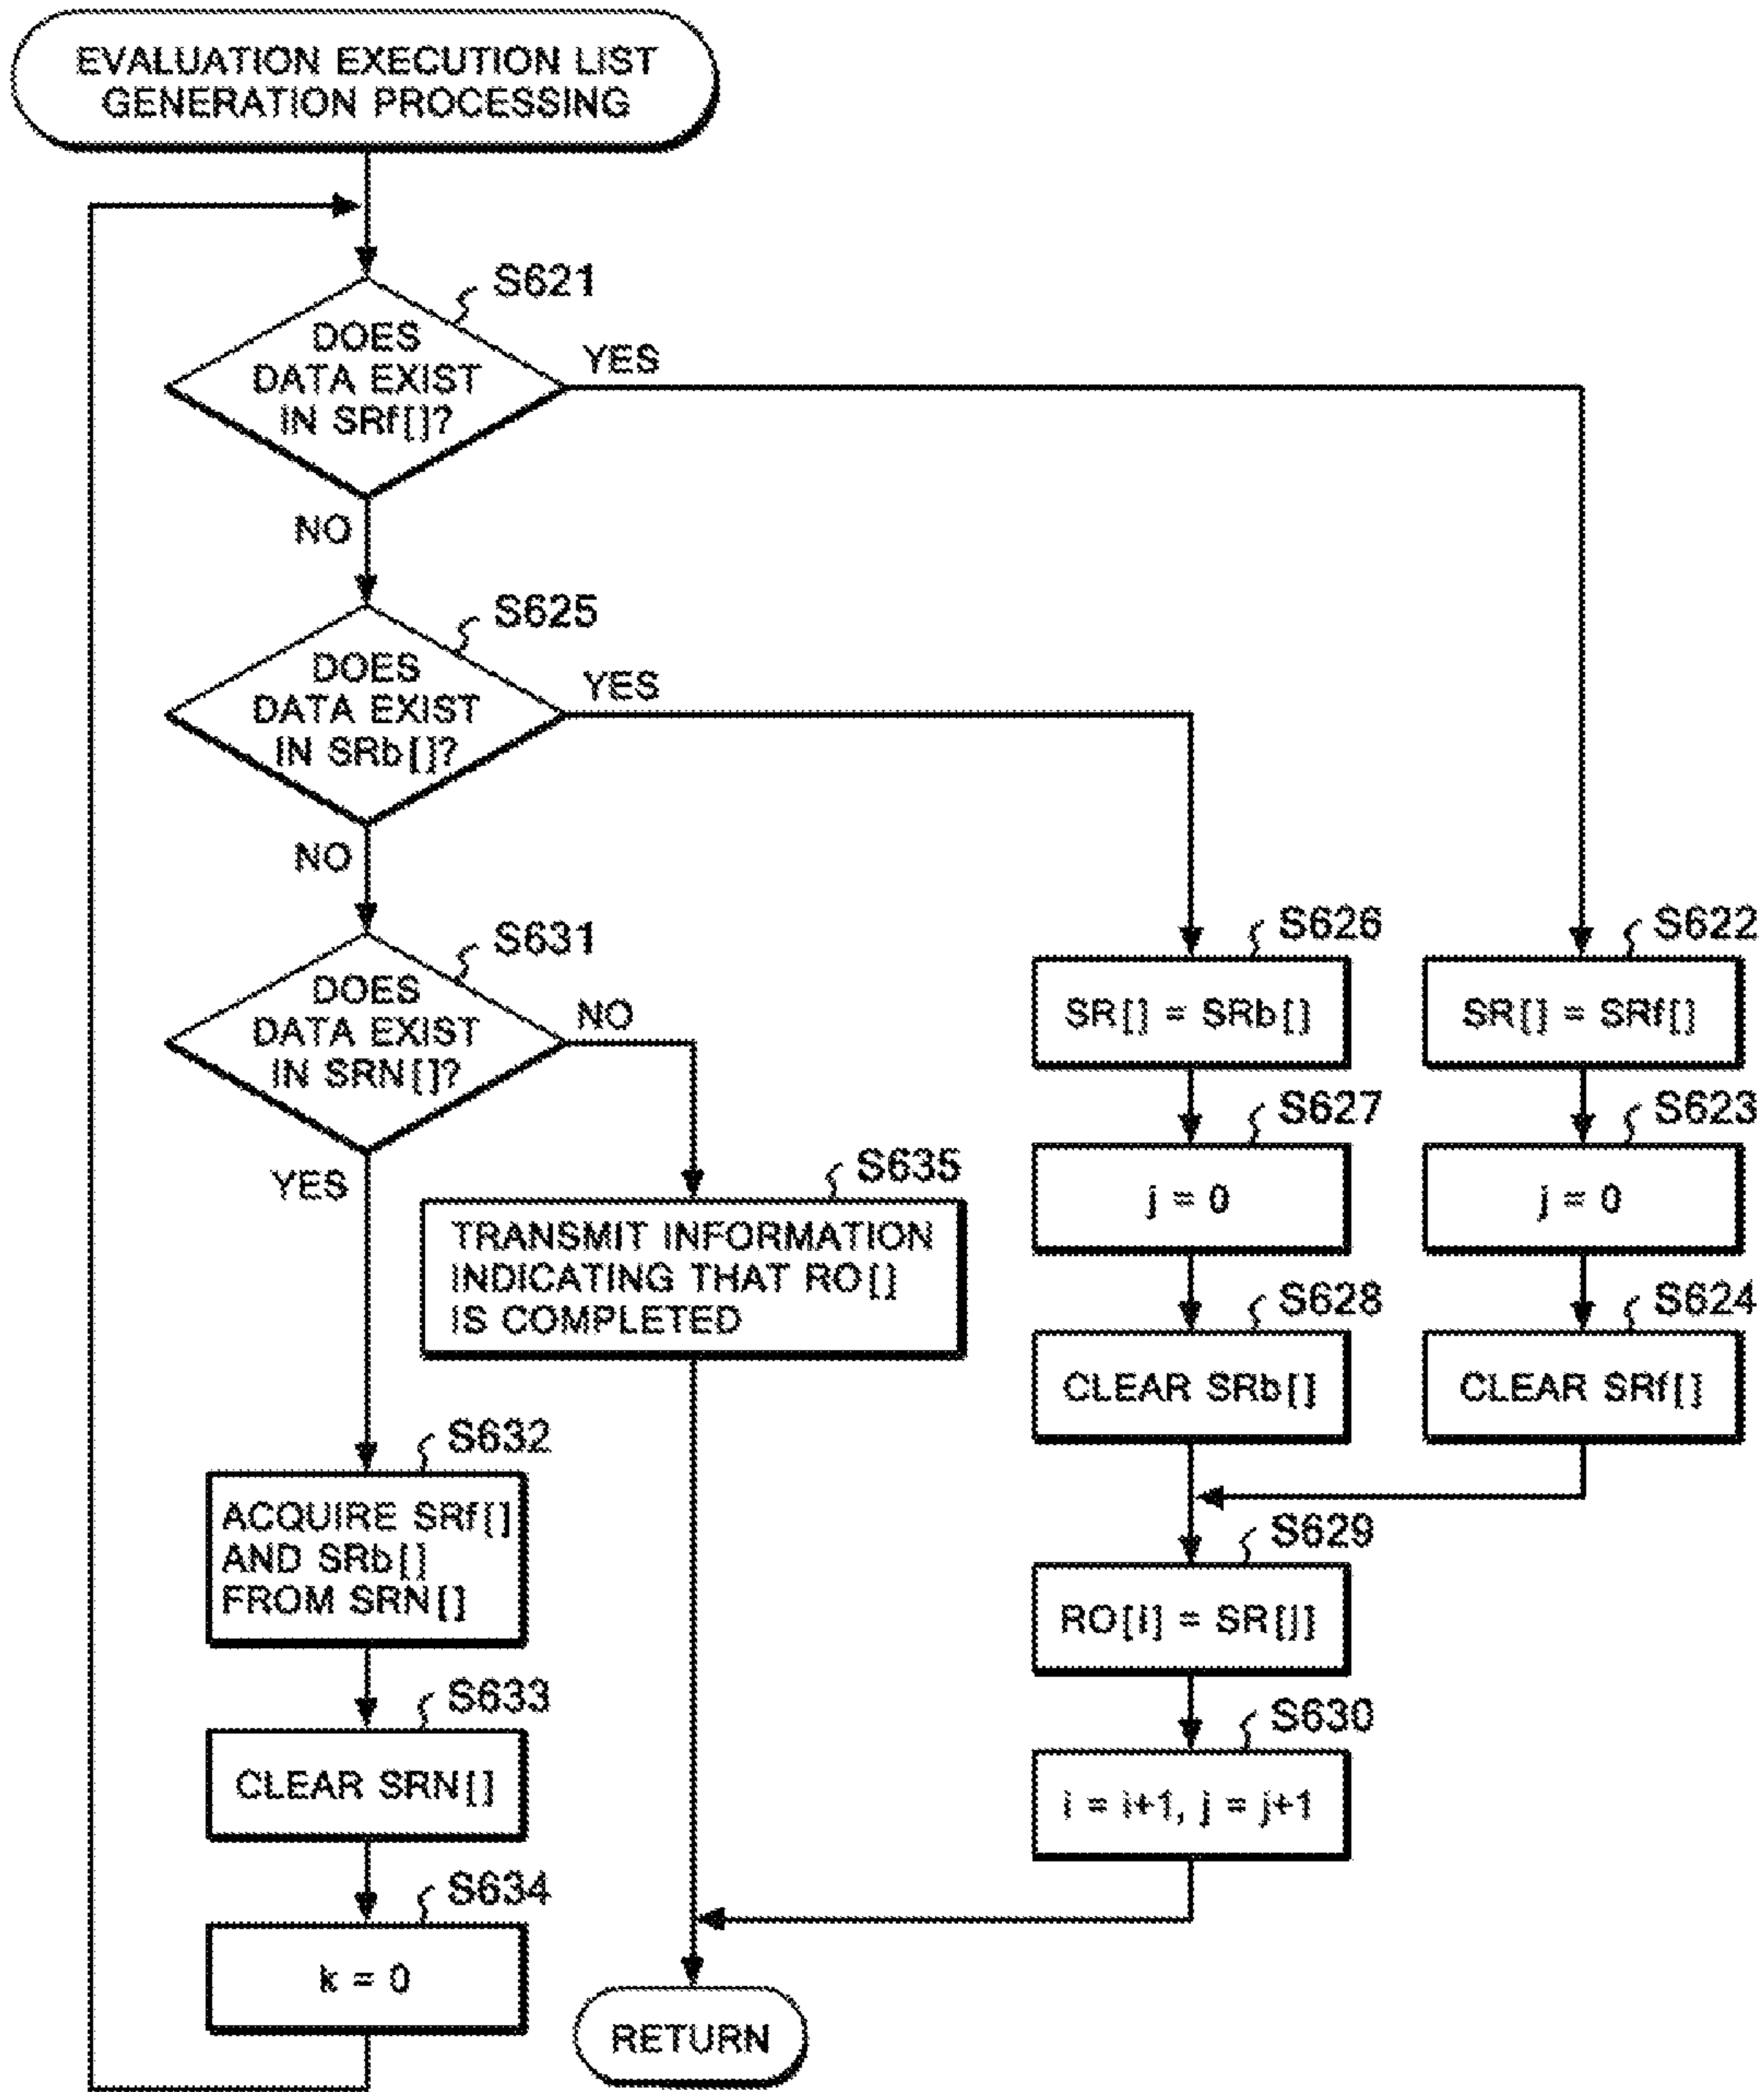 EVALUATION EXECUTION LIST
GENERATION PROCESSING
S621
DOES
DATA EXIST
IN SRf[]?
YES
NO
S625
DOES
DATA EXIST
IN SRb[]?
YES
NO
S631
DOES
DATA EXIST
IN SRN[]?
NO
YES
S635
TRANSMIT INFORMATION
INDICATING THAT RO[]
IS COMPLETED
S626
SR[] = SRb[]
S622
SR[] = SRf[]
S627
j = 0
S623
j = 0
S628
CLEAR SRb[]
S624
CLEAR SRf[]
S632
ACQUIRE SRf[]
AND SRb[]
FROM SRN[]
S629
RO[i] = SR[j]
S633
CLEAR SRN[]
S630
i = i+1, j = j+1
S634
k = 0
RETURN